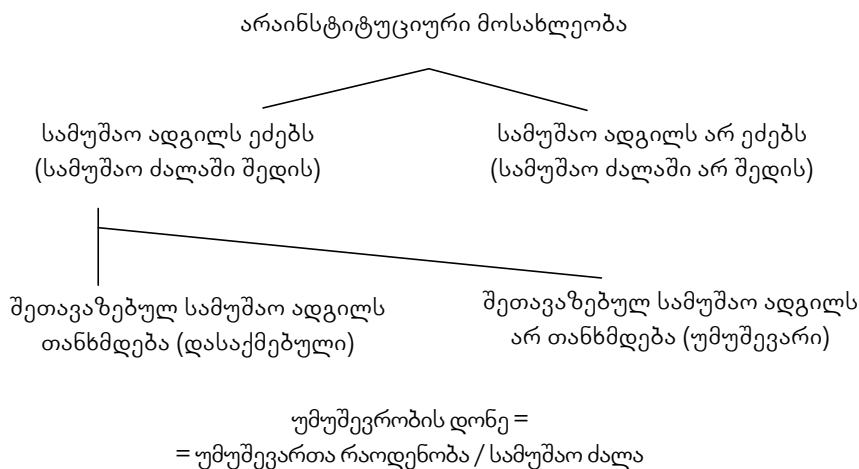 არაინსტიტუციური მოსახლეობა
სამუშაო ადგილს ეძებს
(სამუშაო ძალაში შედის)
სამუშაო ადგილს არ ეძებს
(სამუშაო ძალაში არ შედის)
შეთავაზებულ სამუშაო ადგილს
თანხმდება (დასაქმებული)
შეთავაზებულ სამუშაო ადგილს
არ თანხმდება (უმუშევარი)
უმუშევრობის დონე =
= უმუშევართა რაოდენობა / სამუშაო ძალა